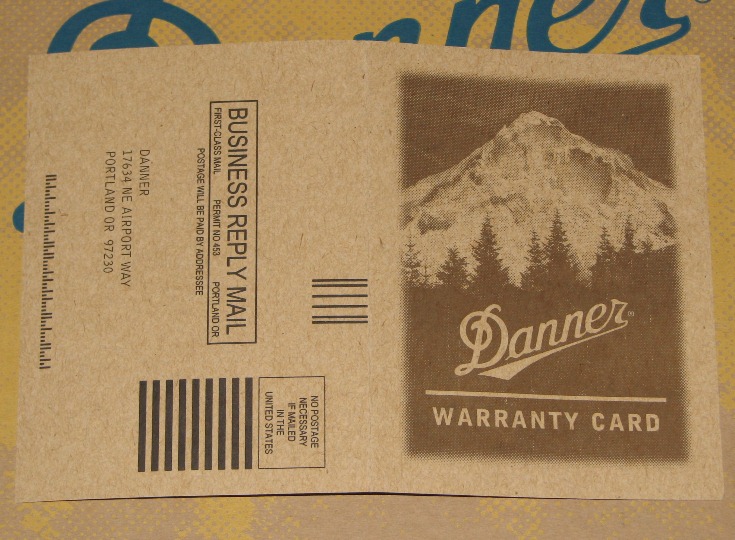 Danner
BUSINESS REPLY MAIL
FIRST-CLASS MAIL PERMIT NO 453 PORTLAND OR
POSTAGE WILL BE PAID BY ADDRESSEE
DANNER
17634 NE AIRPORT WAY
PORTLAND OR 97230
NO POSTAGE
NECESSARY
IF MAILED
IN THE
UNITED STATES
Danner®
WARRANTY CARD